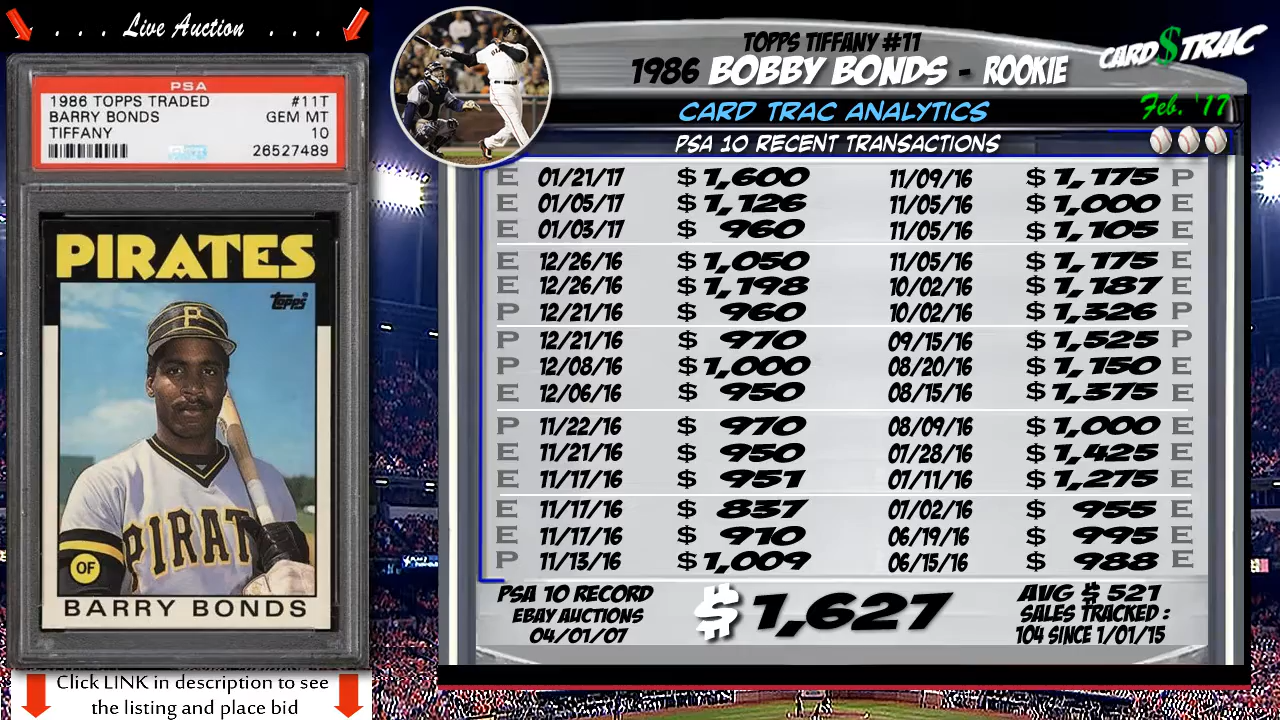 . . . Live Auction . . .
PSA
1986 TOPPS TRADED #11T
BARRY BONDS GEM MT
TIFFANY 10
26527489
PIRATES
topps
P
PIRAT
OF
BARRY BONDS
Click LINK in description to see
the listing and place bid
TOPPS TIFFANY #11
1986 BOBBY BONDS - ROOKIE
CARD $ TRAC
CARD TRAC ANALYTICS
Feb. '17
PSA 10 RECENT TRANSACTIONS
E 01/21/17 $ 1,600 11/09/16 $ 1,175 P
E 01/05/17 $ 1,126 11/05/16 $ 1,000 E
E 01/03/17 $ 960 11/05/16 $ 1,105 E
E 12/26/16 $ 1,050 11/05/16 $ 1,175 E
E 12/26/16 $ 1,198 10/02/16 $ 1,187 E
P 12/21/16 $ 960 10/02/16 $ 1,326 P
P 12/21/16 $ 970 09/15/16 $ 1,525 P
P 12/08/16 $ 1,000 08/20/16 $ 1,150 E
E 12/06/16 $ 950 08/15/16 $ 1,375 E
P 11/22/16 $ 970 08/09/16 $ 1,000 E
E 11/21/16 $ 950 07/28/16 $ 1,425 E
E 11/17/16 $ 951 07/11/16 $ 1,275 E
E 11/17/16 $ 837 07/02/16 $ 955 E
E 11/17/16 $ 910 06/19/16 $ 995 E
P 11/13/16 $ 1,009 06/15/16 $ 988 E
PSA 10 RECORD
EBAY AUCTIONS
04/01/07
$ 1,627
AVG $ 521
SALES TRACKED :
104 SINCE 1/01/15